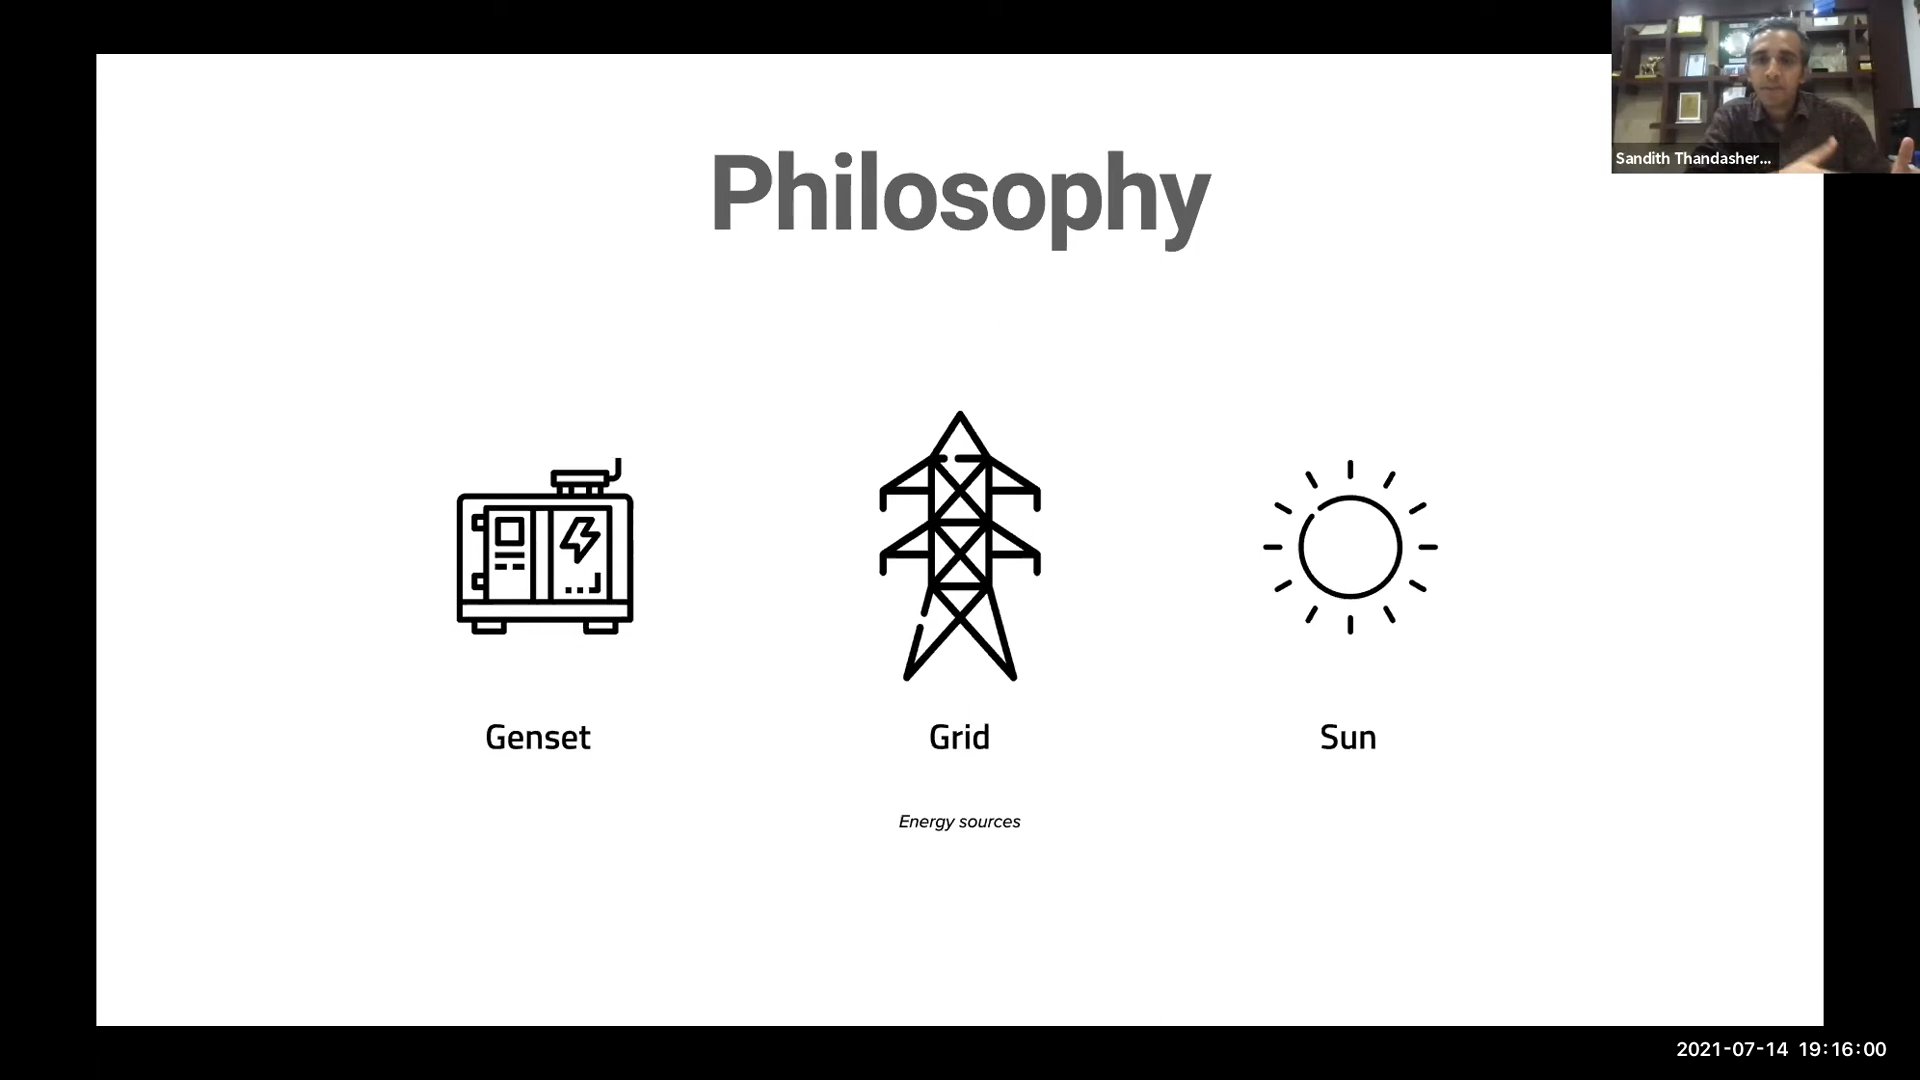 Philosophy
Sandith Thandasher...
Genset
Grid
Sun
Energy sources
2021-07-14 19:16:00